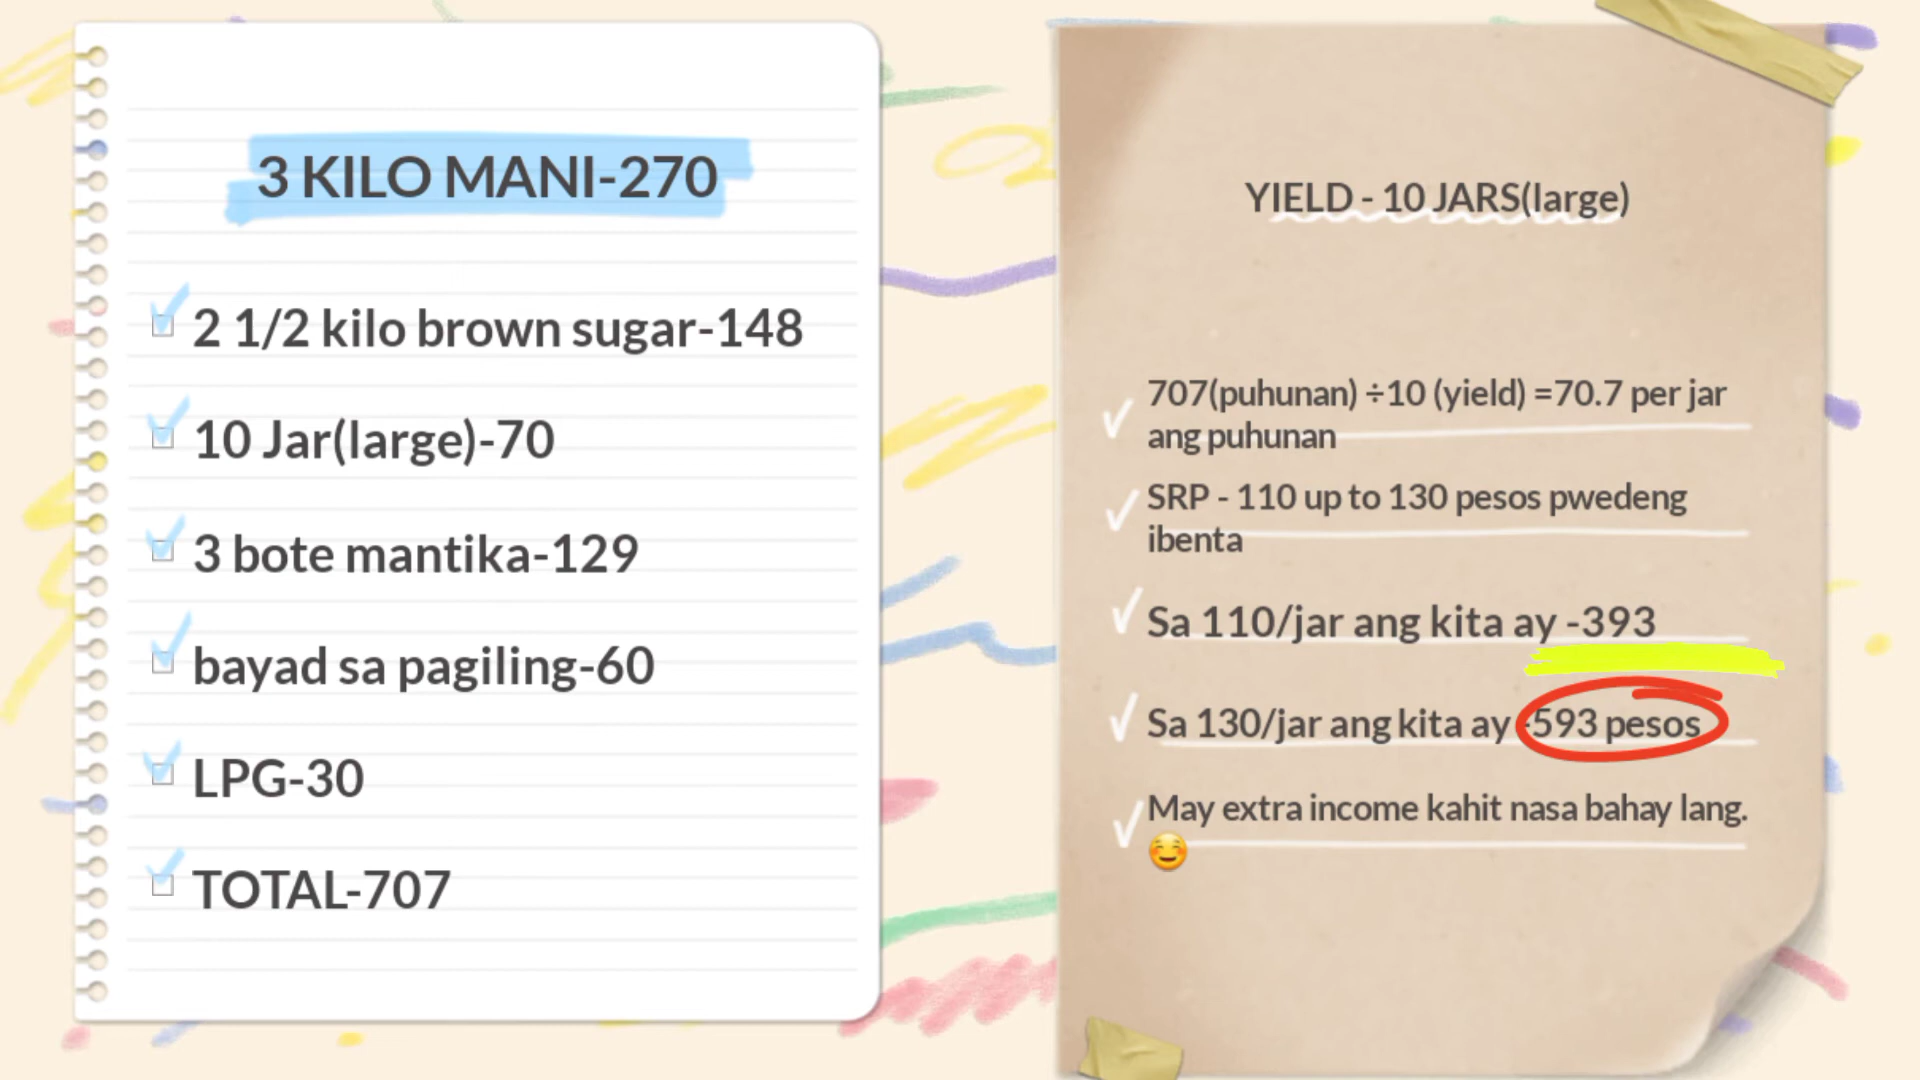 3 KILO MANI-270
2 1/2 kilo brown sugar-148
10 Jar(large)-70
3 bote mantika-129
bayad sa pagiling-60
LPG-30
TOTAL-707
YIELD - 10 JARS(large)
707(puhunan) ÷10 (yield) =70.7 per jar
ang puhunan
SRP - 110 up to 130 pesos pwedeng
ibenta
Sa 110/jar ang kita ay -393
Sa 130/jar ang kita ay -593 pesos
May extra income kahit nasa bahay lang.
☺️